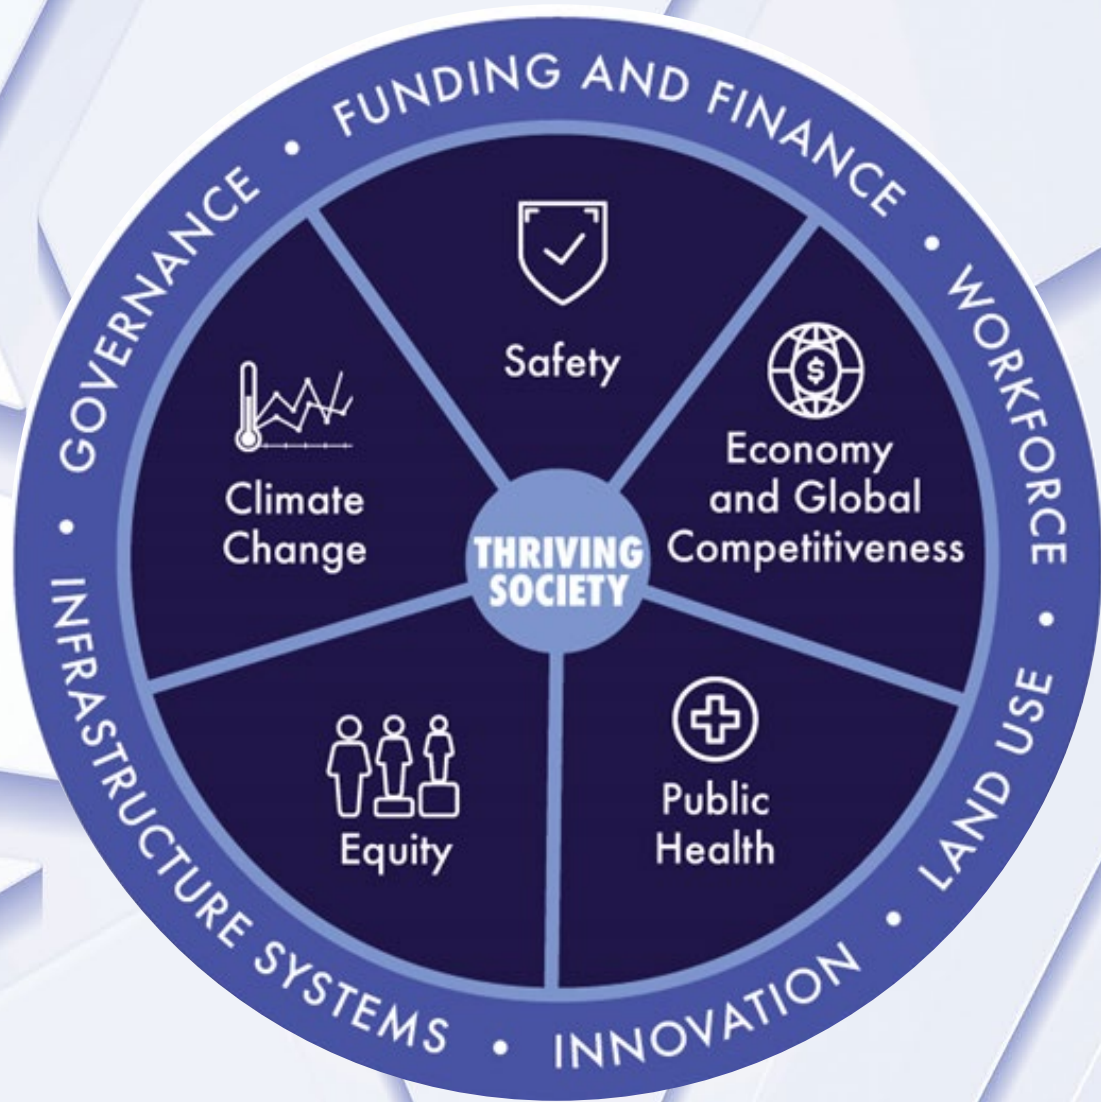 GOVERNANCE • FUNDING AND FINANCE • WORKFORCE • LAND USE • INNOVATION • INFRASTRUCTURE SYSTEMS •
Safety
$
Economy
and Global
Competitiveness
Climate
Change
THRIVING
SOCIETY
Public
Health
Equity